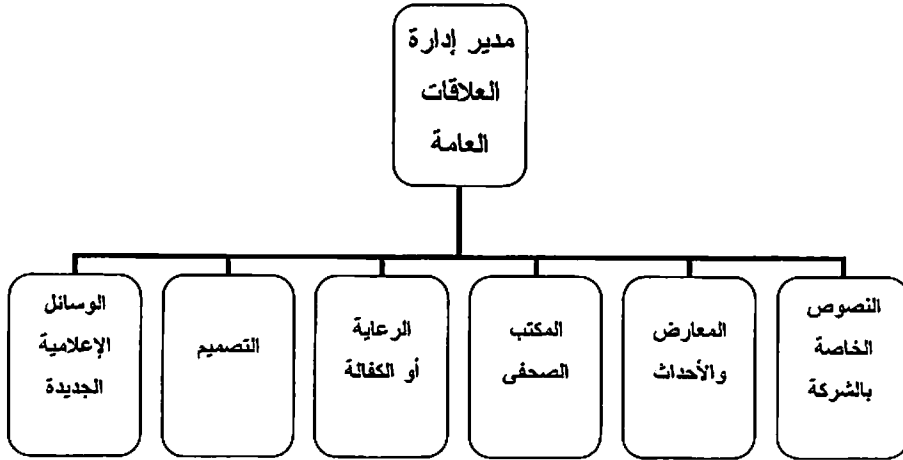 مدير إدارة
العلاقات
العامة
النصوص
الخاصة
بالشركة
المعارض
والأحداث
المكتب
الصحفى
الرعاية
أو الكفالة
التصميم
الوسائل
الإعلامية
الجديدة